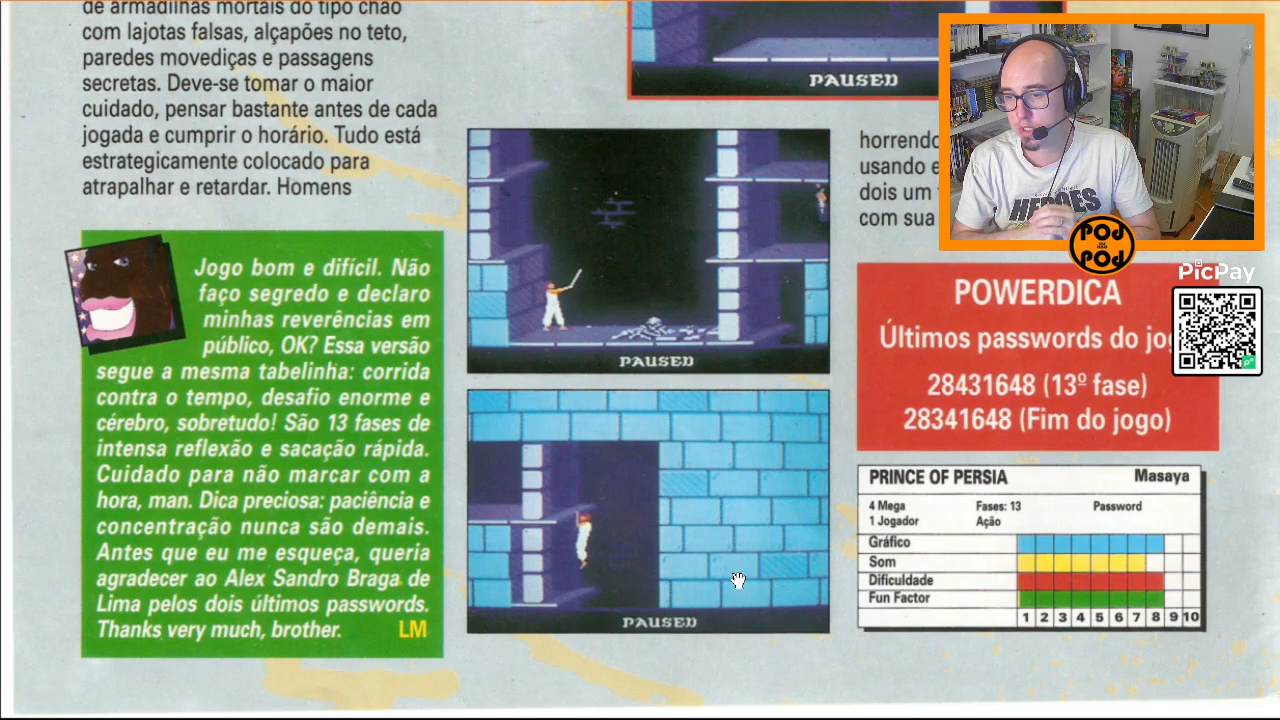 de armadilhas mortais do tipo chão
com lajotas falsas, alçapões no teto,
paredes movediças e passagens
secretas. Deve-se tomar o maior
cuidado, pensar bastante antes de cada
jogada e cumprir o horário. Tudo está
estrategicamente colocado para
atrapalhar e retardar. Homens
Jogo bom e difícil. Não
faço segredo e declaro
minhas reverências em
público, OK? Essa versão
segue a mesma tabelinha: corrida
contra o tempo, desafio enorme e
cérebro, sobretudo! São 13 fases de
intensa reflexão e sacação rápida.
Cuidado para não marcar com a
hora, man. Dica preciosa: paciência e
concentração nunca são demais.
Antes que eu me esqueça, queria
agradecer ao Alex Sandro Braga de
Lima pelos dois últimos passwords.
Thanks very much, brother.
LM
PAUSED
PAUSED
PAUSED
horrendo
usando e
dois um
com sua
HEROES
POd
POd
PicPay
POWERDICA
Últimos passwords do jo
28431648 (13º fase)
28341648 (Fim do jogo)
PRINCE OF PERSIA Masaya
4 Mega Fases: 13 Password
1 Jogador Ação
Gráfico
Som
Dificuldade
Fun Factor
1 2 3 4 5 6 7 8 9 10